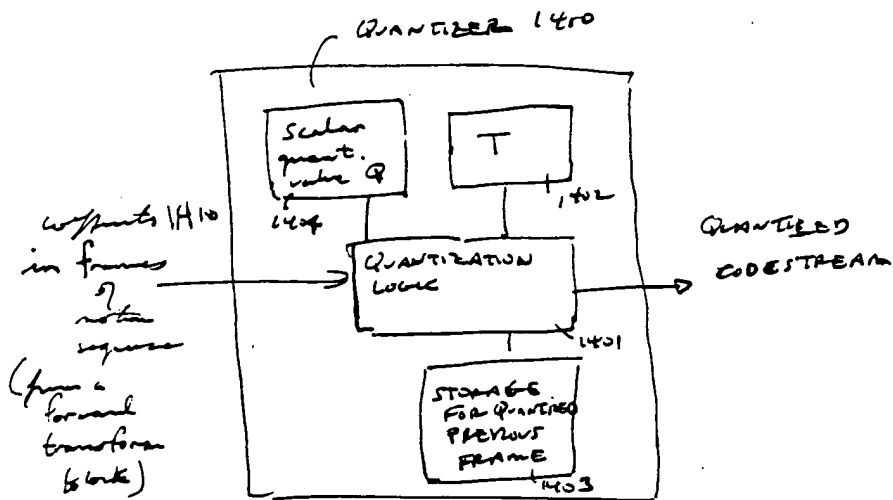 QUANTIZER 1400
Scalar
quant.
value Q
1404
T
1402
coefficients 1410
in frames
of
motion
sequence
(from a
forward
transform
block)
QUANTIZATION
LOGIC
1401
QUANTIZED
CODESTREAM
STORAGE
FOR QUANTIZED
PREVIOUS
FRAME
1403